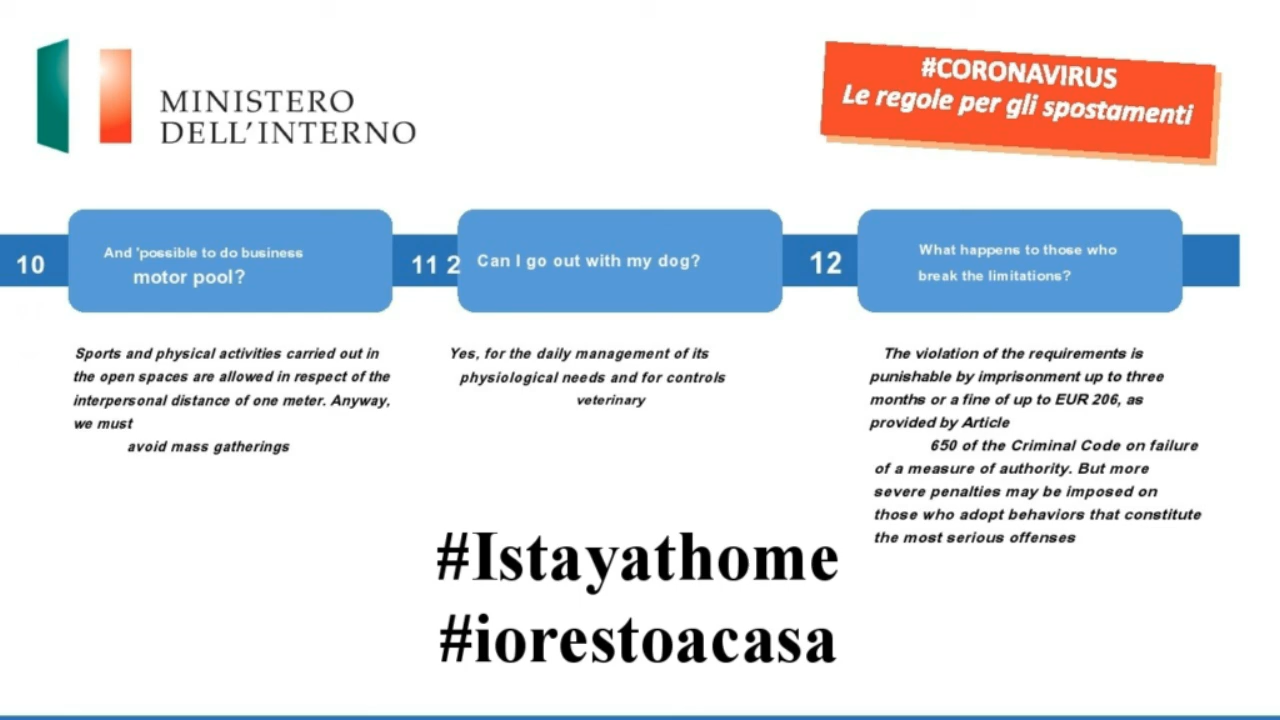 MINISTERO
DELL'INTERNO
#CORONAVIRUS
Le regole per gli spostamenti
10
And 'possible to do business
motor pool?
11 2
Can I go out with my dog?
12
What happens to those who
break the limitations?
Sports and physical activities carried out in
the open spaces are allowed in respect of the
interpersonal distance of one meter. Anyway,
we must
avoid mass gatherings
Yes, for the daily management of its
physiological needs and for controls
veterinary
The violation of the requirements is
punishable by imprisonment up to three
months or a fine of up to EUR 206, as
provided by Article
650 of the Criminal Code on failure
of a measure of authority. But more
severe penalties may be imposed on
those who adopt behaviors that constitute
the most serious offenses
#Istayathome
#iorestoacasa